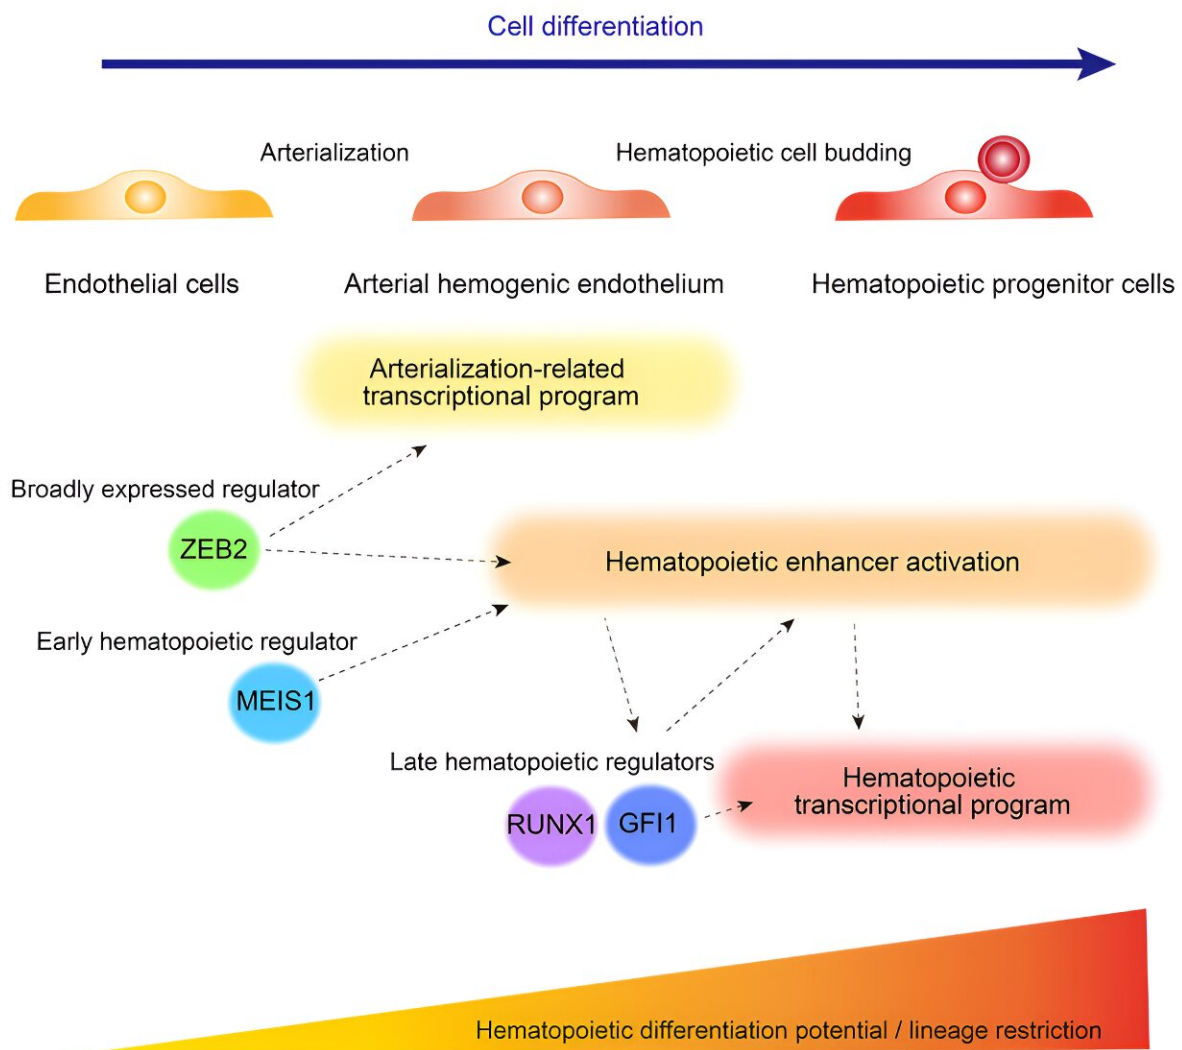 Cell differentiation
Arterialization
Hematopoietic cell budding
Endothelial cells
Arterial hemogenic endothelium
Hematopoietic progenitor cells
Arterialization-related
transcriptional program
Broadly expressed regulator
ZEB2
Hematopoietic enhancer activation
Early hematopoietic regulator
MEIS1
Late hematopoietic regulators
RUNX1
GFI1
Hematopoietic
transcriptional program
Hematopoietic differentiation potential / lineage restriction